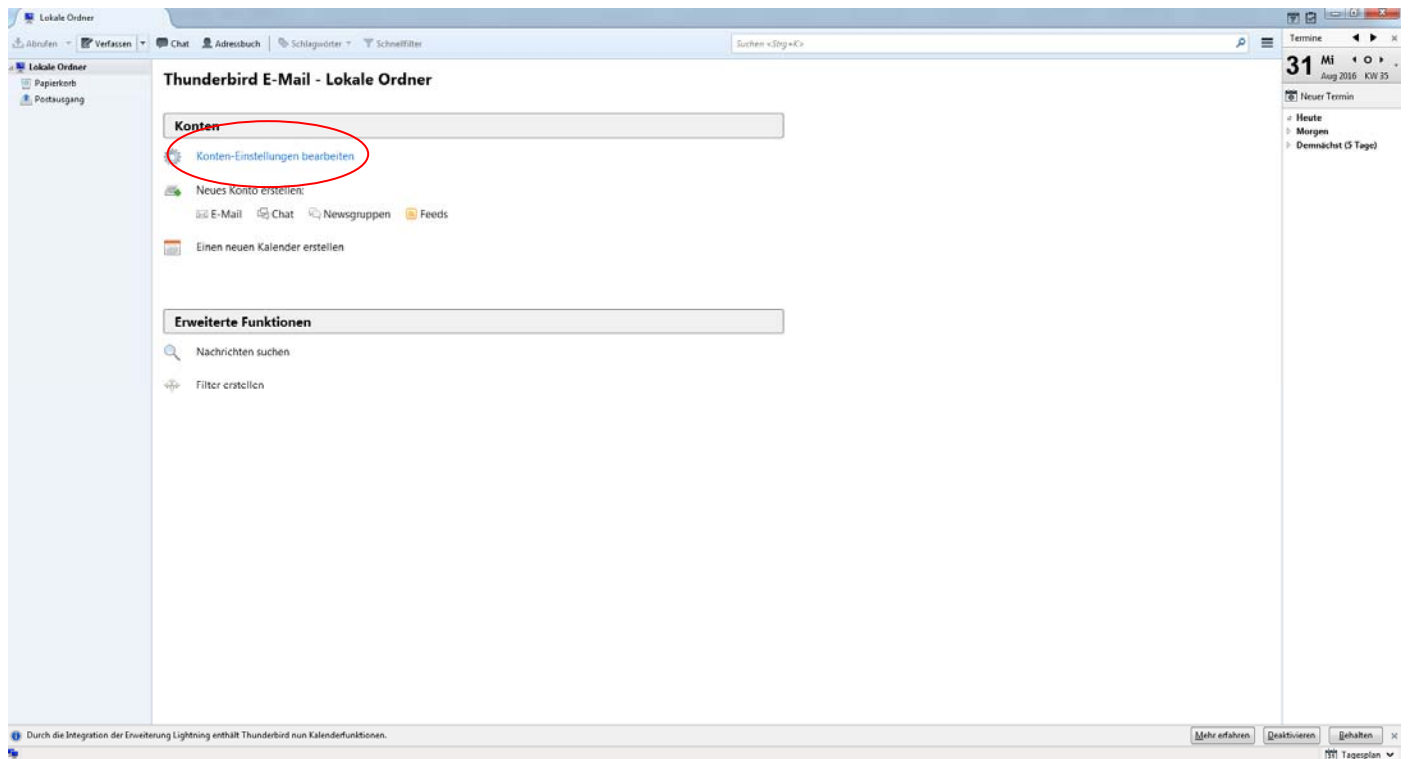 Lokale Ordner
Abrufen Verfassen Chat Adressbuch Schlagwörter Schnellfilter Suchen <Strg+K>
Lokale Ordner
Papierkorb
Postausgang
Thunderbird E-Mail - Lokale Ordner
Konten
Konten-Einstellungen bearbeiten
Neues Konto erstellen:
E-Mail Chat Newsgruppen Feeds
Einen neuen Kalender erstellen
Erweiterte Funktionen
Nachrichten suchen
Filter erstellen
Termine
31 Mi
Aug 2016 KW 35
Neuer Termin
Heute
Morgen
Demnächst (5 Tage)
Durch die Integration der Erweiterung Lightning enthält Thunderbird nun Kalenderfunktionen. Mehr erfahren Deaktivieren Behalten
31 Tagesplan